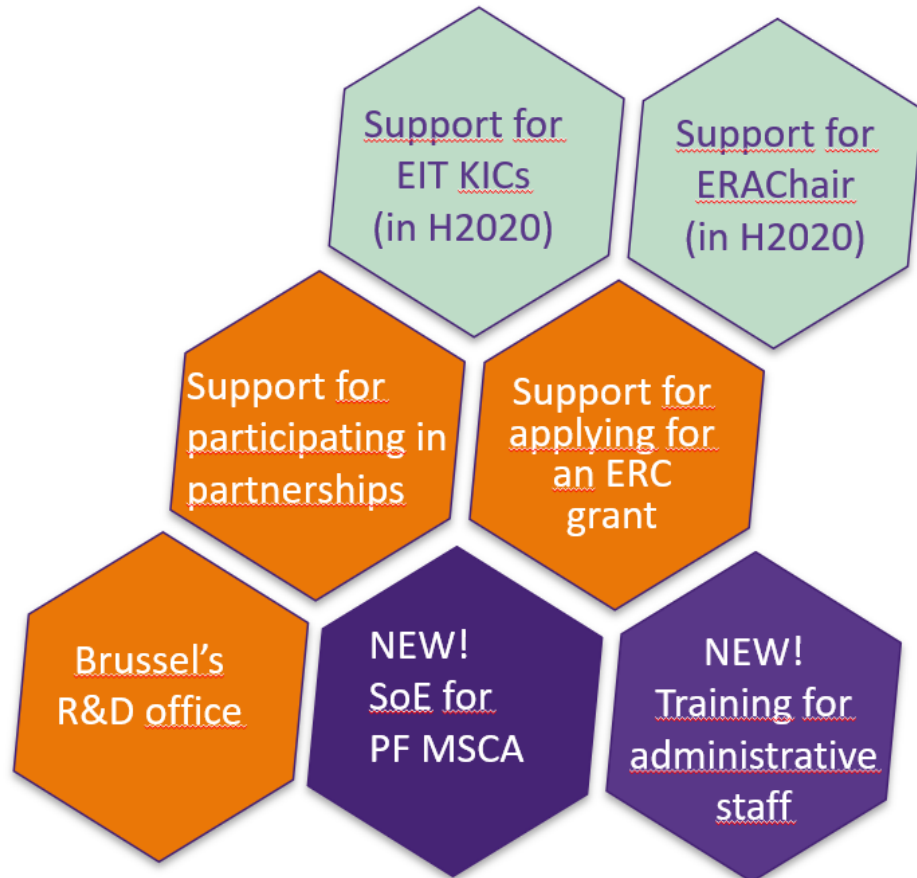 Support for
EIT KICs
(in H2020)
Support for
ERAChair
(in H2020)
Support for
participating in
partnerships
Support for
applying for
an ERC
grant
Brussel’s
R&D office
NEW!
SoE for
PF MSCA
NEW!
Training for
administrative
staff